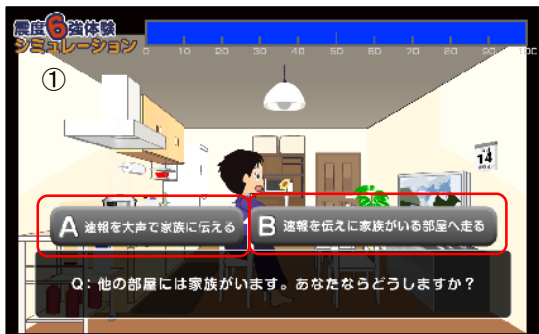 震度6強体験
シミュレーション
0 10 20 30 40 50 60 70 80 90 100
①
14
A 速報を大声で家族に伝える
B 速報を伝えに家族がいる部屋へ走る
Q：他の部屋には家族がいます。あなたならどうしますか？